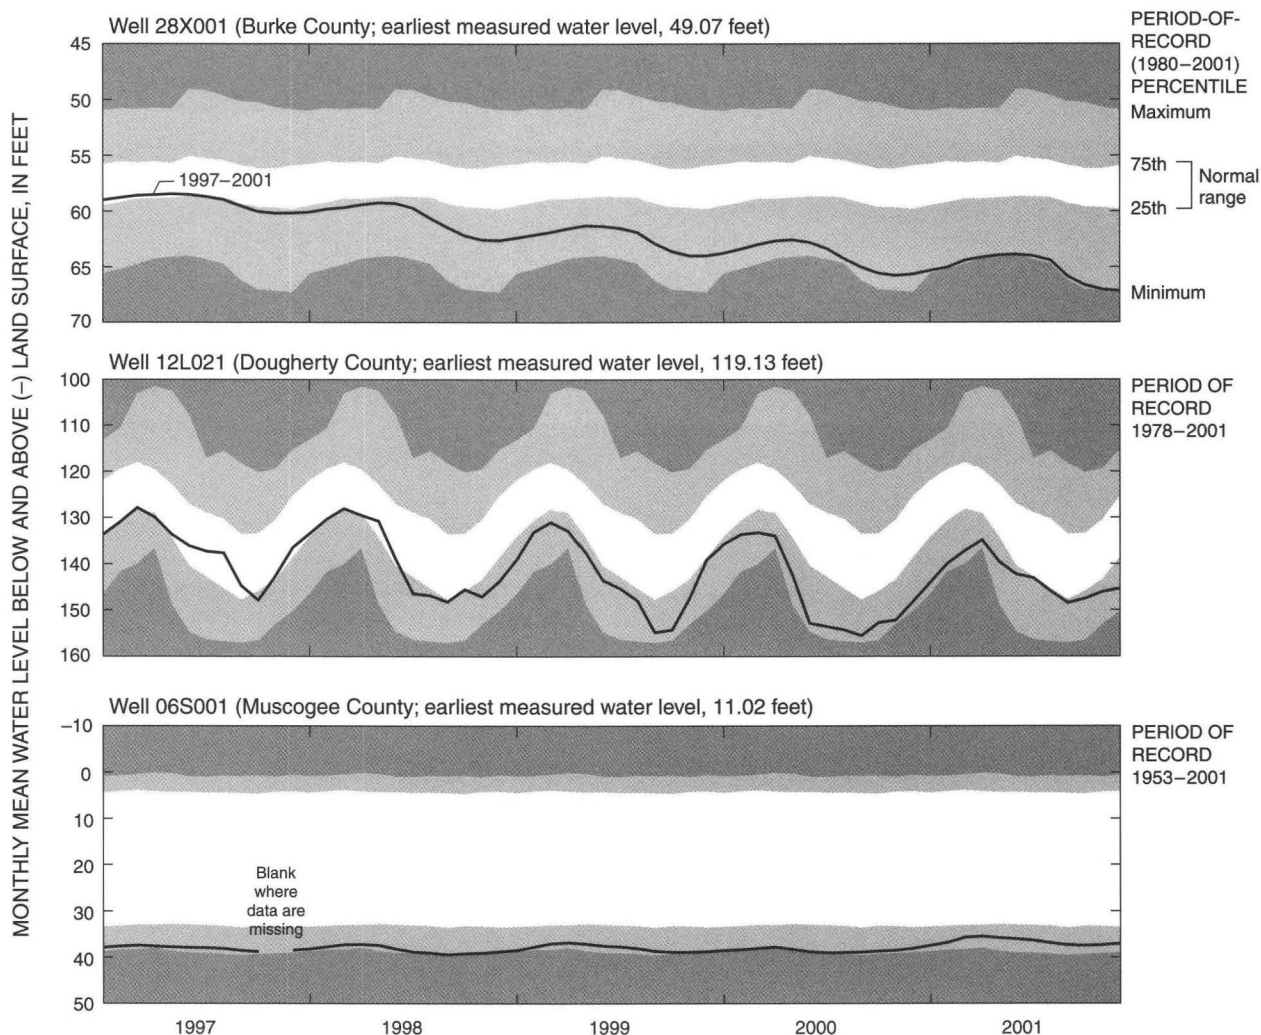 MONTHLY MEAN WATER LEVEL BELOW AND ABOVE (–) LAND SURFACE, IN FEET
Well 28X001 (Burke County; earliest measured water level, 49.07 feet)
45
50
55
60
65
70
1997–2001
PERIOD-OF-
RECORD
(1980–2001)
PERCENTILE
Maximum
75th
Normal
range
25th
Minimum
Well 12L021 (Dougherty County; earliest measured water level, 119.13 feet)
100
110
120
130
140
150
160
PERIOD OF
RECORD
1978–2001
Well 06S001 (Muscogee County; earliest measured water level, 11.02 feet)
–10
0
10
20
30
40
50
Blank
where
data are
missing
PERIOD OF
RECORD
1953–2001
1997
1998
1999
2000
2001